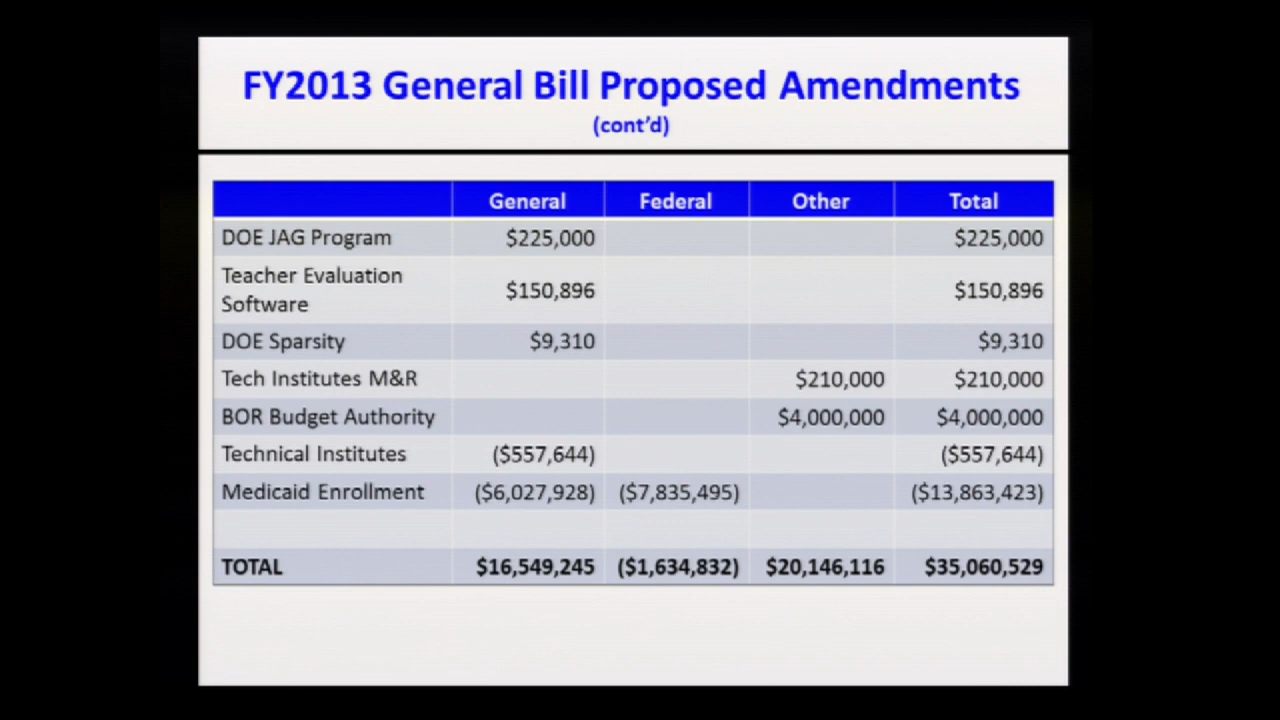 FY2013 General Bill Proposed Amendments
(cont'd)
General Federal Other Total
DOE JAG Program $225,000 $225,000
Teacher Evaluation
Software $150,896 $150,896
DOE Sparsity $9,310 $9,310
Tech Institutes M&R $210,000 $210,000
BOR Budget Authority $4,000,000 $4,000,000
Technical Institutes ($557,644) ($557,644)
Medicaid Enrollment ($6,027,928) ($7,835,495) ($13,863,423)
TOTAL $16,549,245 ($1,634,832) $20,146,116 $35,060,529